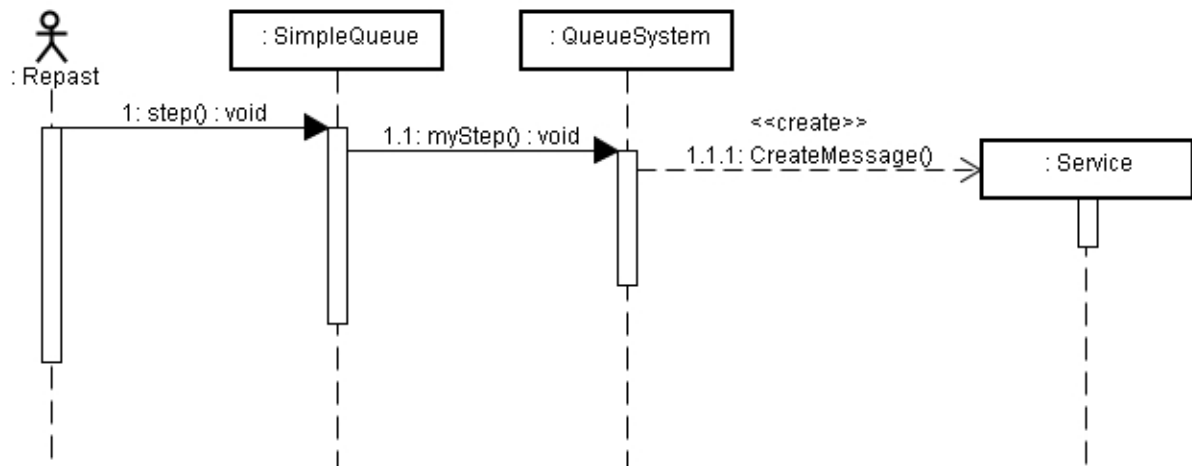 : Repast
: SimpleQueue
: QueueSystem
1: step() : void
1.1: myStep() : void
<<create>>
1.1.1: CreateMessage()
: Service